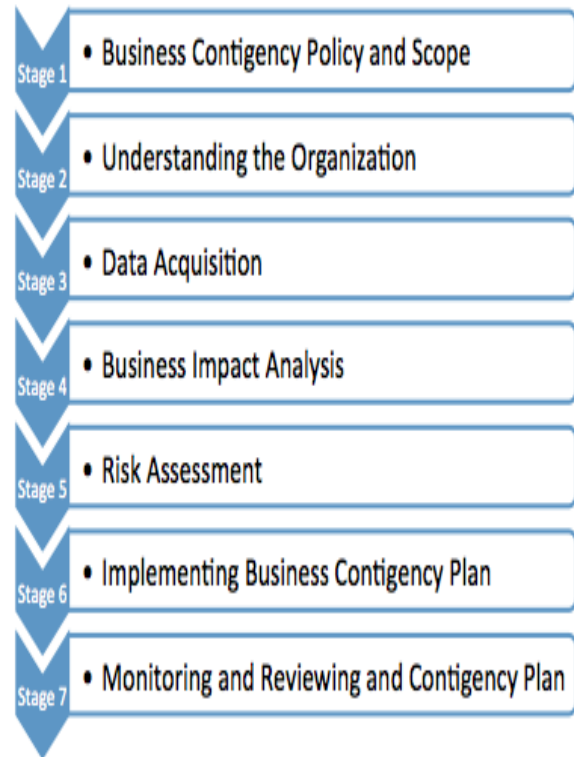 Stage 1
• Business Contigency Policy and Scope
Stage 2
• Understanding the Organization
Stage 3
• Data Acquisition
Stage 4
• Business Impact Analysis
Stage 5
• Risk Assessment
Stage 6
• Implementing Business Contigency Plan
Stage 7
• Monitoring and Reviewing and Contigency Plan